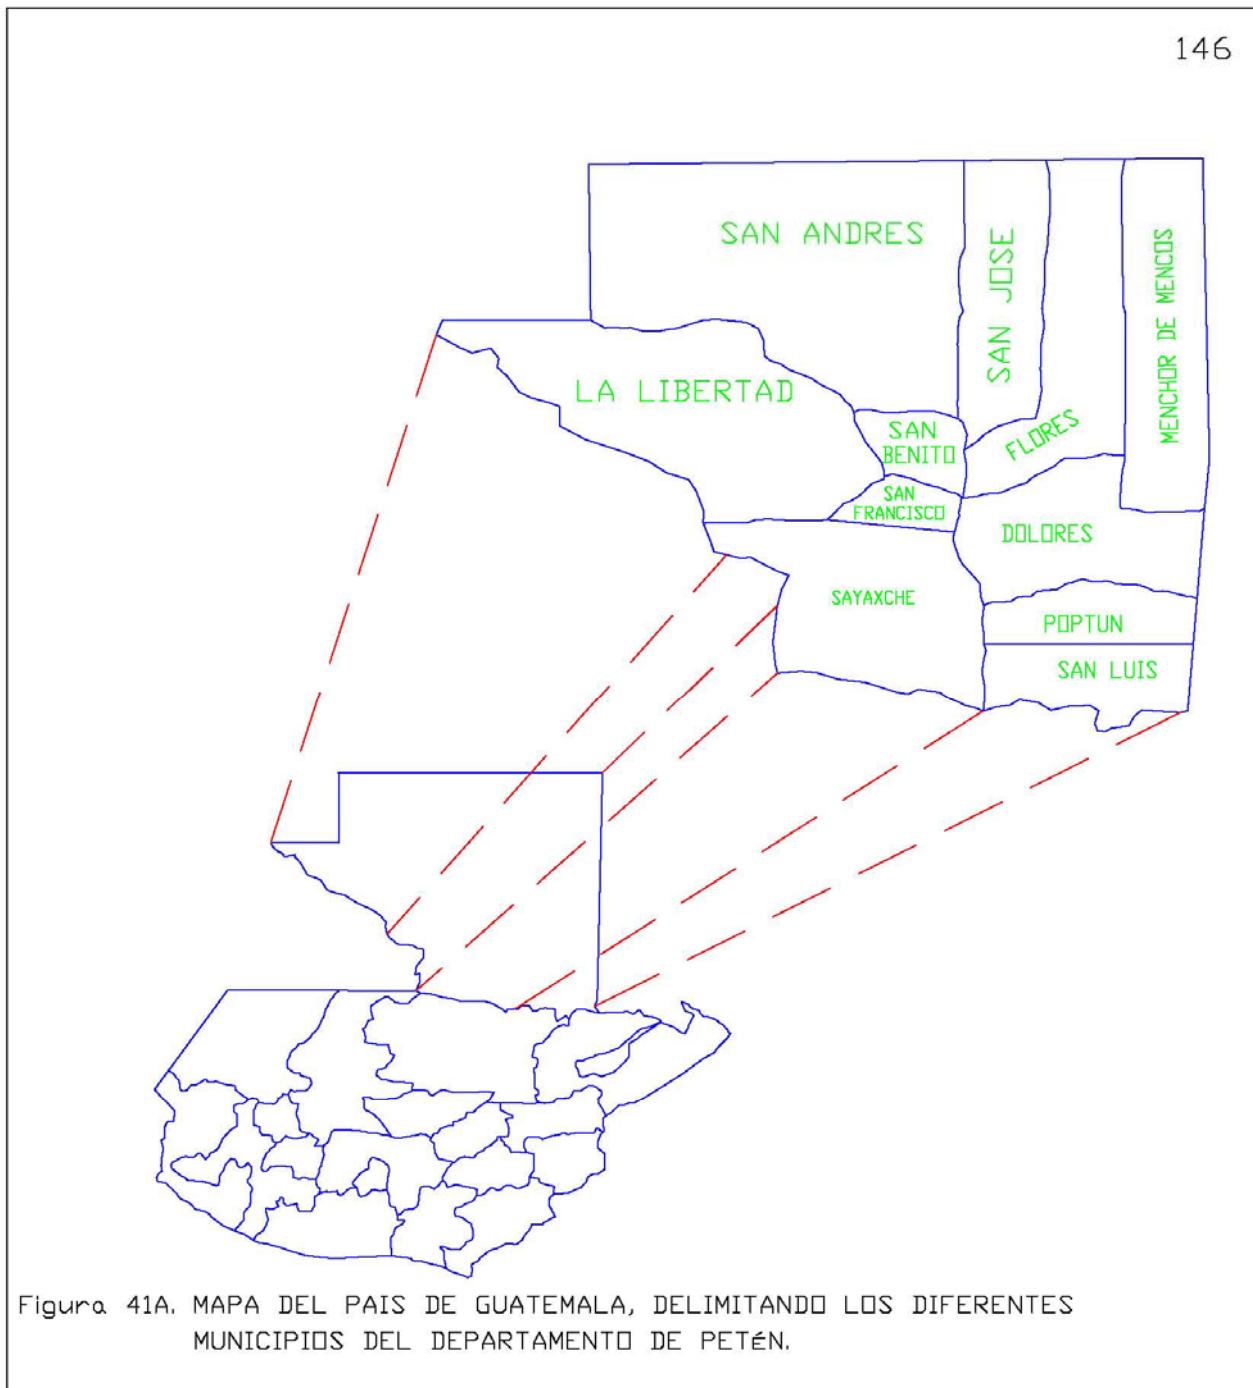 146
SAN ANDRES
SAN JOSE
MENCHOR DE MENCOS
LA LIBERTAD
FLORES
SAN
BENITO
SAN
FRANCISCO
DOLORES
SAYAXCHE
POPTUN
SAN LUIS
Figura 41A. MAPA DEL PAIS DE GUATEMALA, DELIMITANDO LOS DIFERENTES
MUNICIPIOS DEL DEPARTAMENTO DE PETéN.